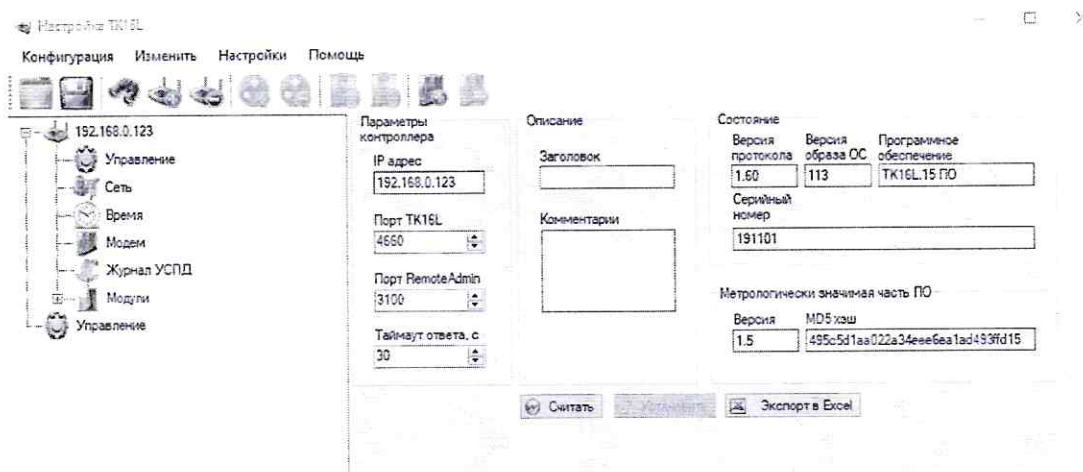 Настройка TK16L
Конфигурация Изменить Настройки Помощь
192.168.0.123
Управление
Сеть
Время
Модем
Журнал УСПД
Модули
Управление
Параметры контроллера
IP адрес
192.168.0.123
Порт TK16L
4660
Порт RemoteAdmin
3100
Таймаут ответа, с
30
Описание
Заголовок
Комментарии
Состояние
Версия протокола
1.60
Версия образа ОС
113
Программное обеспечение
TK16L.15 ПО
Серийный номер
191101
Метрологически значимая часть ПО
Версия
1.5
MD5 хэш
495c5d1aa022a34eee6ea1ad493ffd15
Считать
Установить
Экспорт в Excel